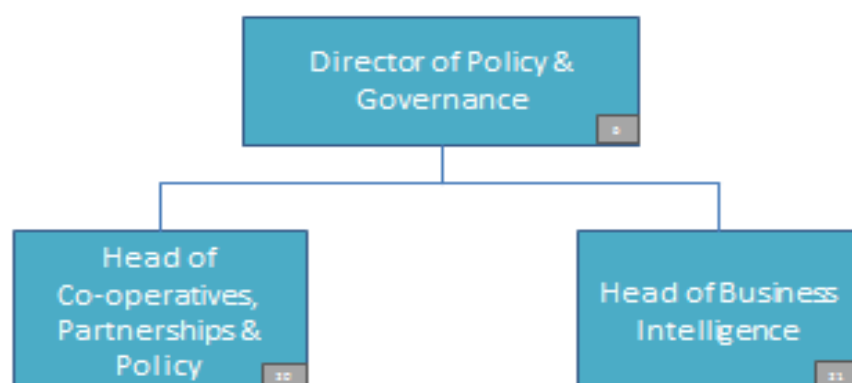 Director of Policy &
Governance
Head of
Co-operatives,
Partnerships &
Policy
Head of Business
Intelligence